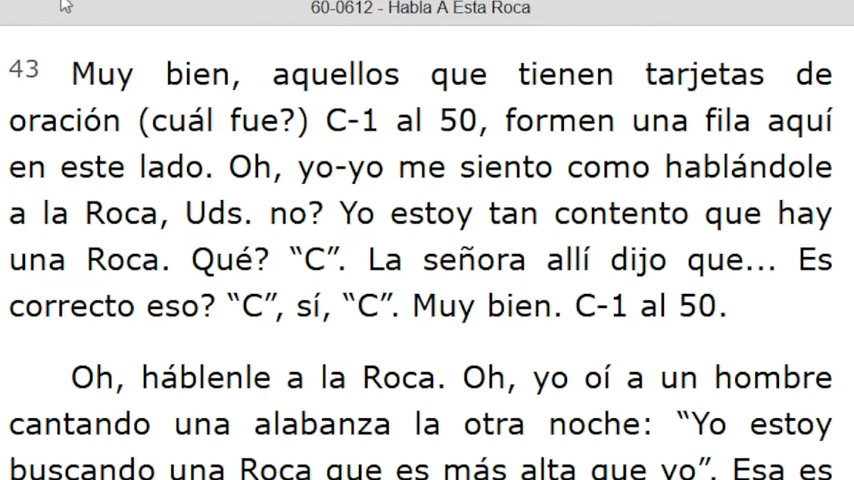 60-0612 - Habla A Esta Roca
43 Muy bien, aquellos que tienen tarjetas de
oración (cuál fue?) C-1 al 50, formen una fila aquí
en este lado. Oh, yo-yo me siento como hablándole
a la Roca, Uds. no? Yo estoy tan contento que hay
una Roca. Qué? “C”. La señora allí dijo que... Es
correcto eso? “C”, sí, “C”. Muy bien. C-1 al 50.
Oh, háblenle a la Roca. Oh, yo oí a un hombre
cantando una alabanza la otra noche: “Yo estoy
buscando una Roca que es más alta que yo”. Esa es